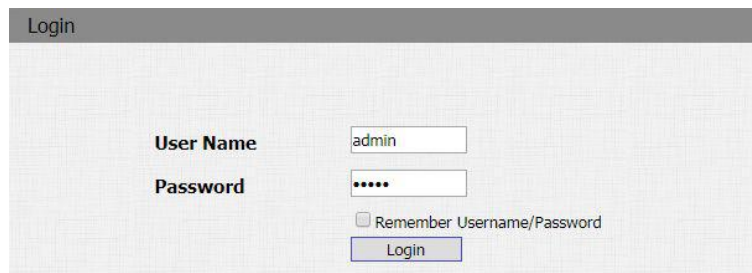 Login
User Name admin
Password •••••
Remember Username/Password
Login